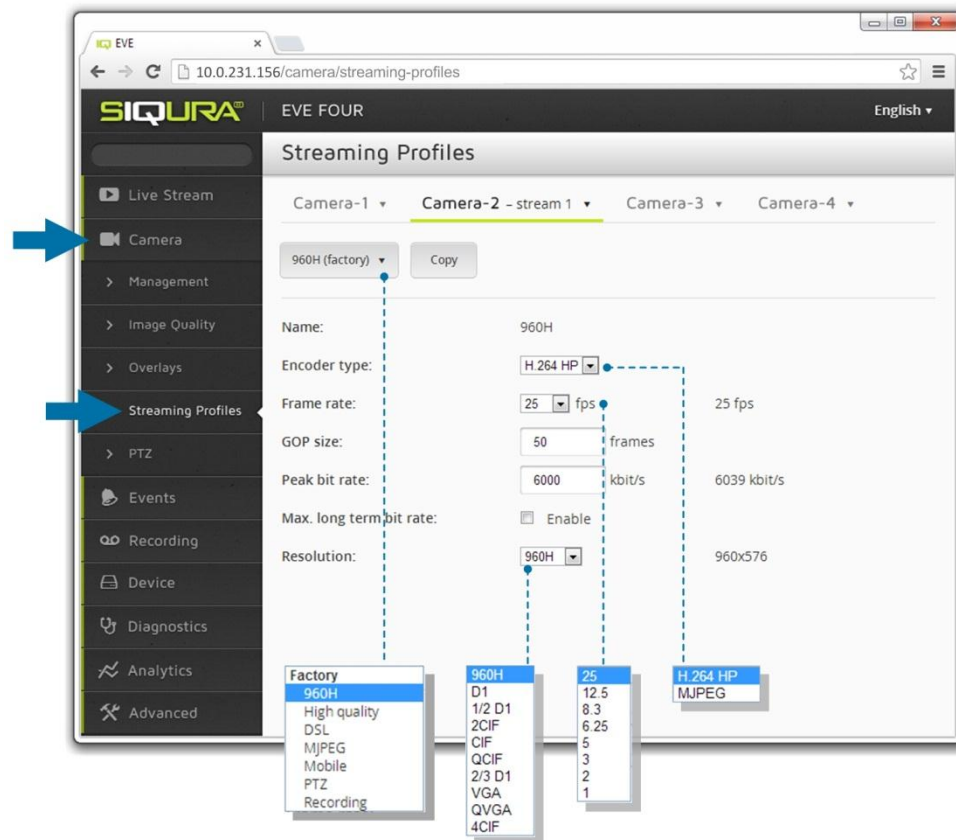 EVE
10.0.231.156/camera/streaming-profiles
SIQURA®
EVE FOUR
English
Streaming Profiles
Live Stream
Camera
Management
Image Quality
Overlays
Streaming Profiles
PTZ
Events
Recording
Device
Diagnostics
Analytics
Advanced
Camera-1
Camera-2 – stream 1
Camera-3
Camera-4
960H (factory)
Copy
Name: 960H
Encoder type: H.264 HP
Frame rate: 25 fps 25 fps
GOP size: 50 frames
Peak bit rate: 6000 kbit/s 6039 kbit/s
Max. long term bit rate: Enable
Resolution: 960H 960x576
Factory
960H
High quality
DSL
MJPEG
Mobile
PTZ
Recording
960H
D1
1/2 D1
2CIF
CIF
QCIF
2/3 D1
VGA
QVGA
4CIF
25
12.5
8.3
6.25
5
3
2
1
H.264 HP
MJPEG